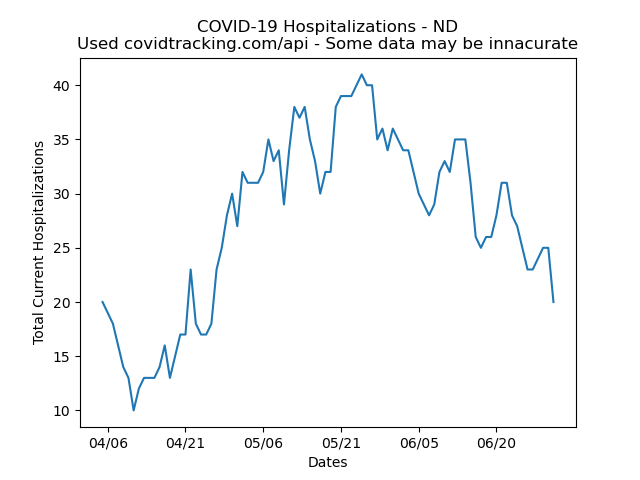 COVID-19 Hospitalizations - ND
Used covidtracking.com/api - Some data may be innacurate
Total Current Hospitalizations
40
35
30
25
20
15
10
04/06 04/21 05/06 05/21 06/05 06/20
Dates